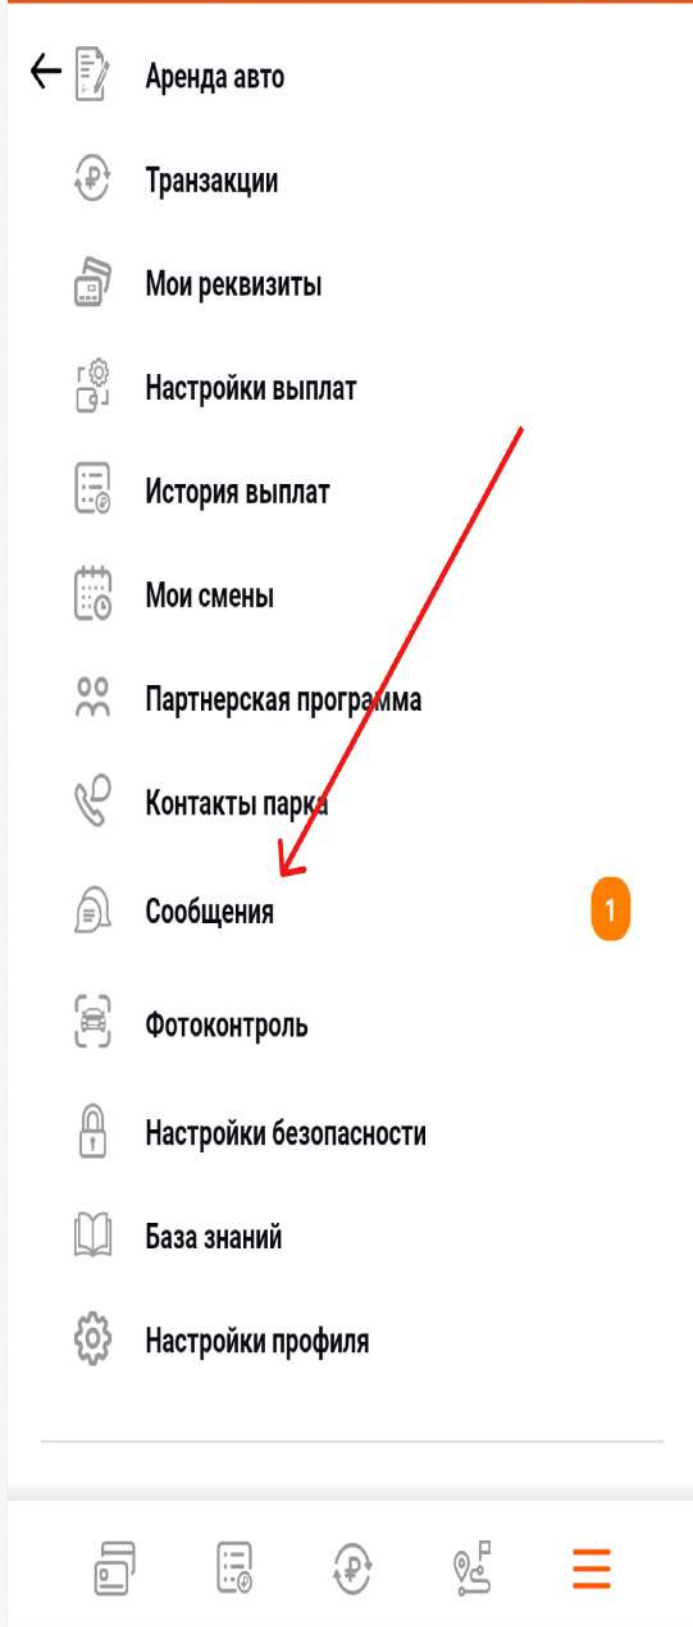 Аренда авто
Транзакции
Мои реквизиты
Настройки выплат
История выплат
Мои смены
Партнерская программа
Контакты парка
Сообщения
1
Фотоконтроль
Настройки безопасности
База знаний
Настройки профиля